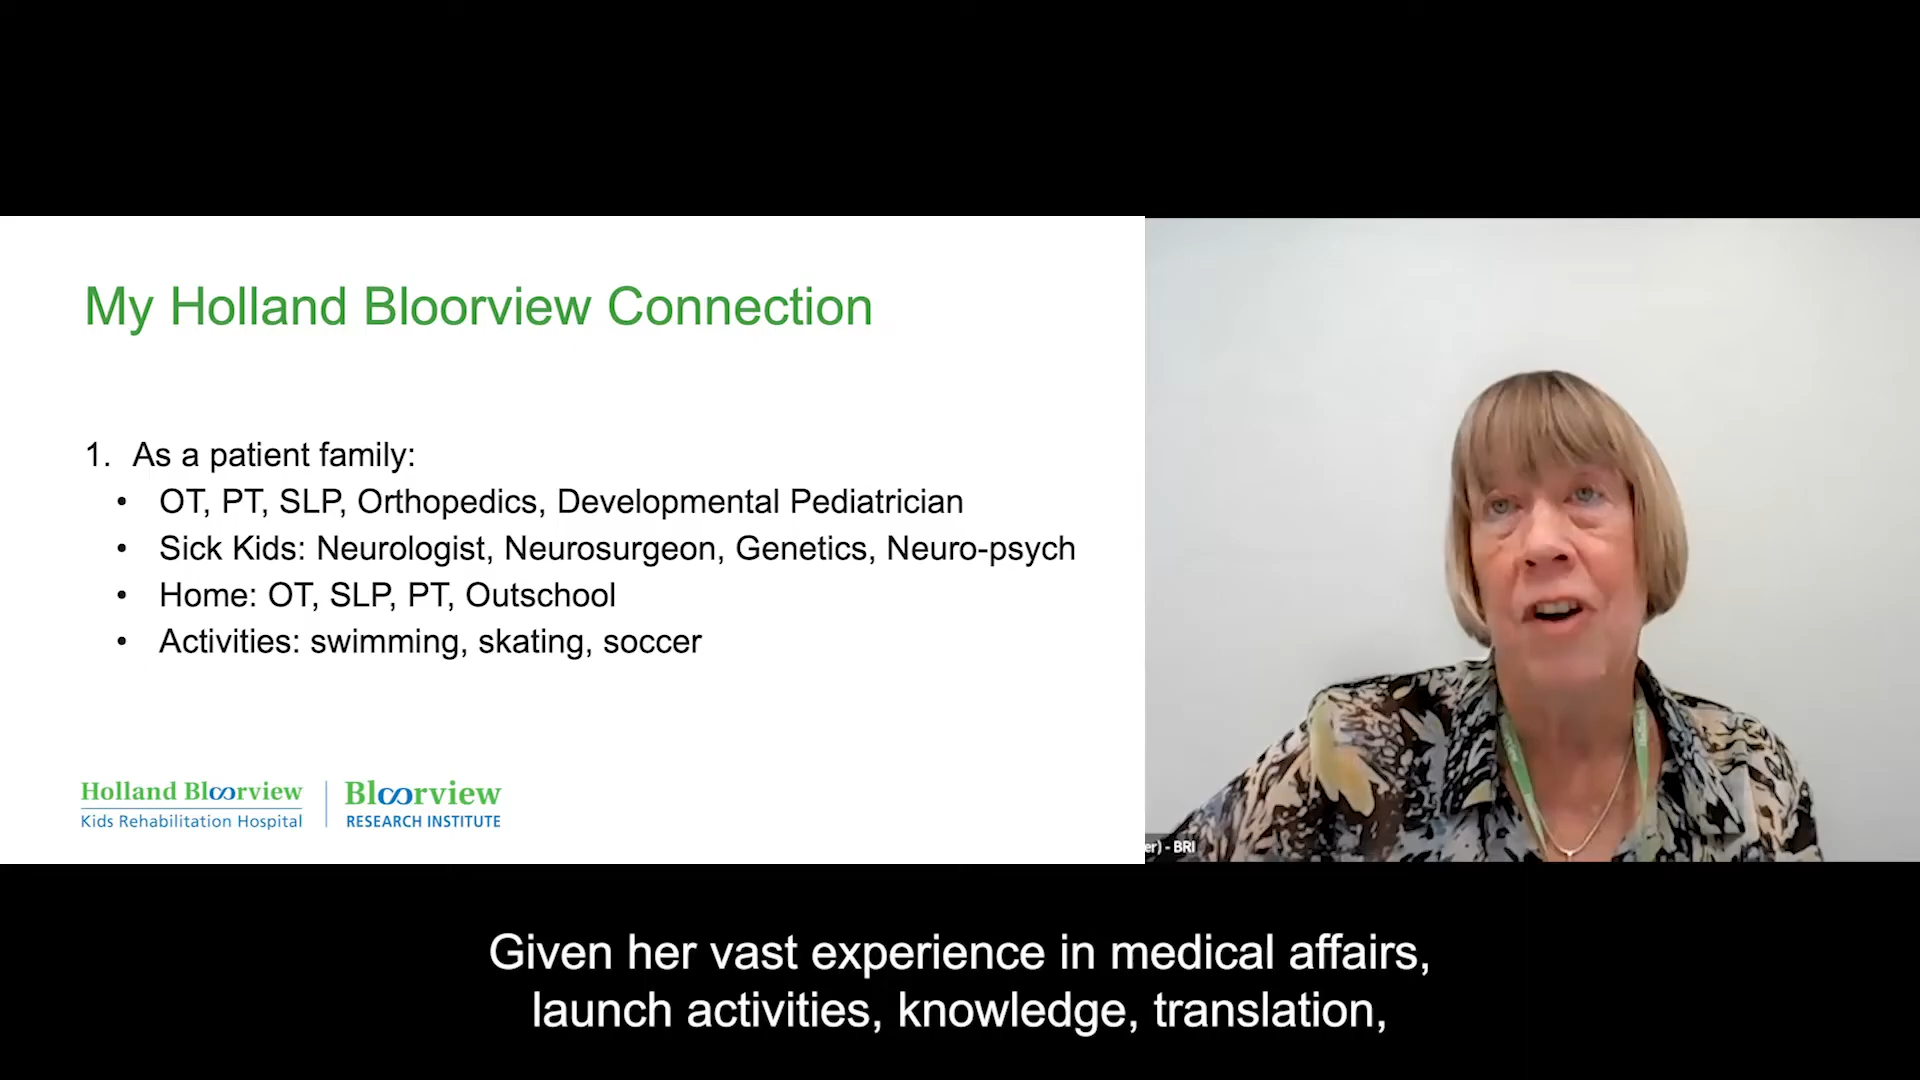 My Holland Bloorview Connection
1. As a patient family:
• OT, PT, SLP, Orthopedics, Developmental Pediatrician
• Sick Kids: Neurologist, Neurosurgeon, Genetics, Neuro-psych
• Home: OT, SLP, PT, Outschool
• Activities: swimming, skating, soccer
Holland Bloorview
Kids Rehabilitation Hospital
Bloorview
RESEARCH INSTITUTE
er) - BRI
Given her vast experience in medical affairs,
launch activities, knowledge, translation,